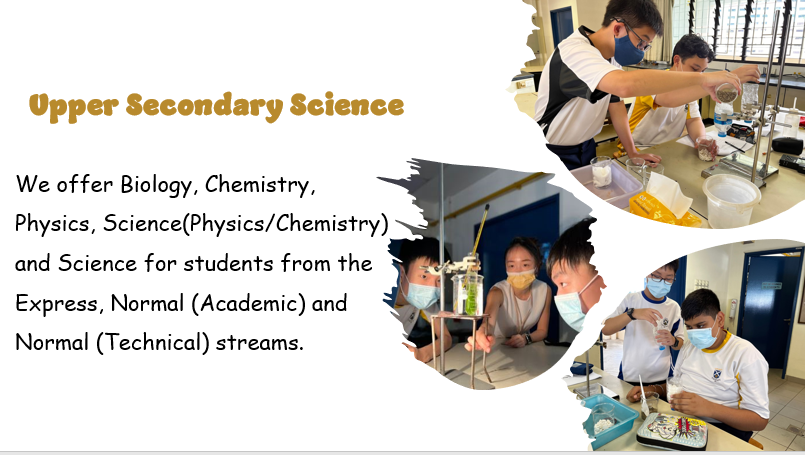 Upper Secondary Science
We offer Biology, Chemistry,
Physics, Science(Physics/Chemistry)
and Science for students from the
Express, Normal (Academic) and
Normal (Technical) streams.